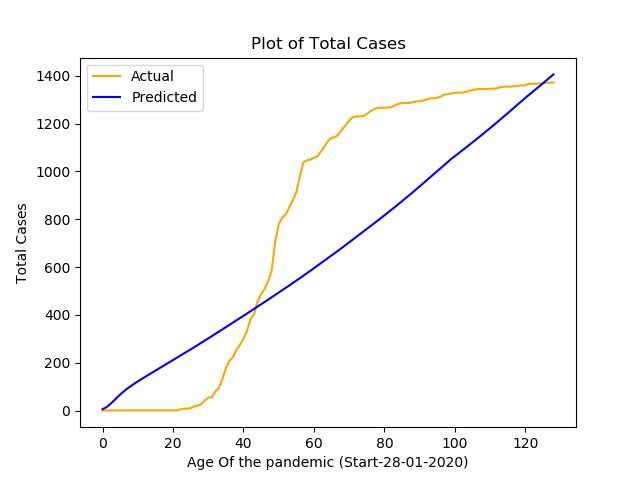 Plot of Total Cases
Actual
Predicted
1400
1200
1000
800
600
400
200
0
Total Cases
0 20 40 60 80 100 120
Age Of the pandemic (Start-28-01-2020)